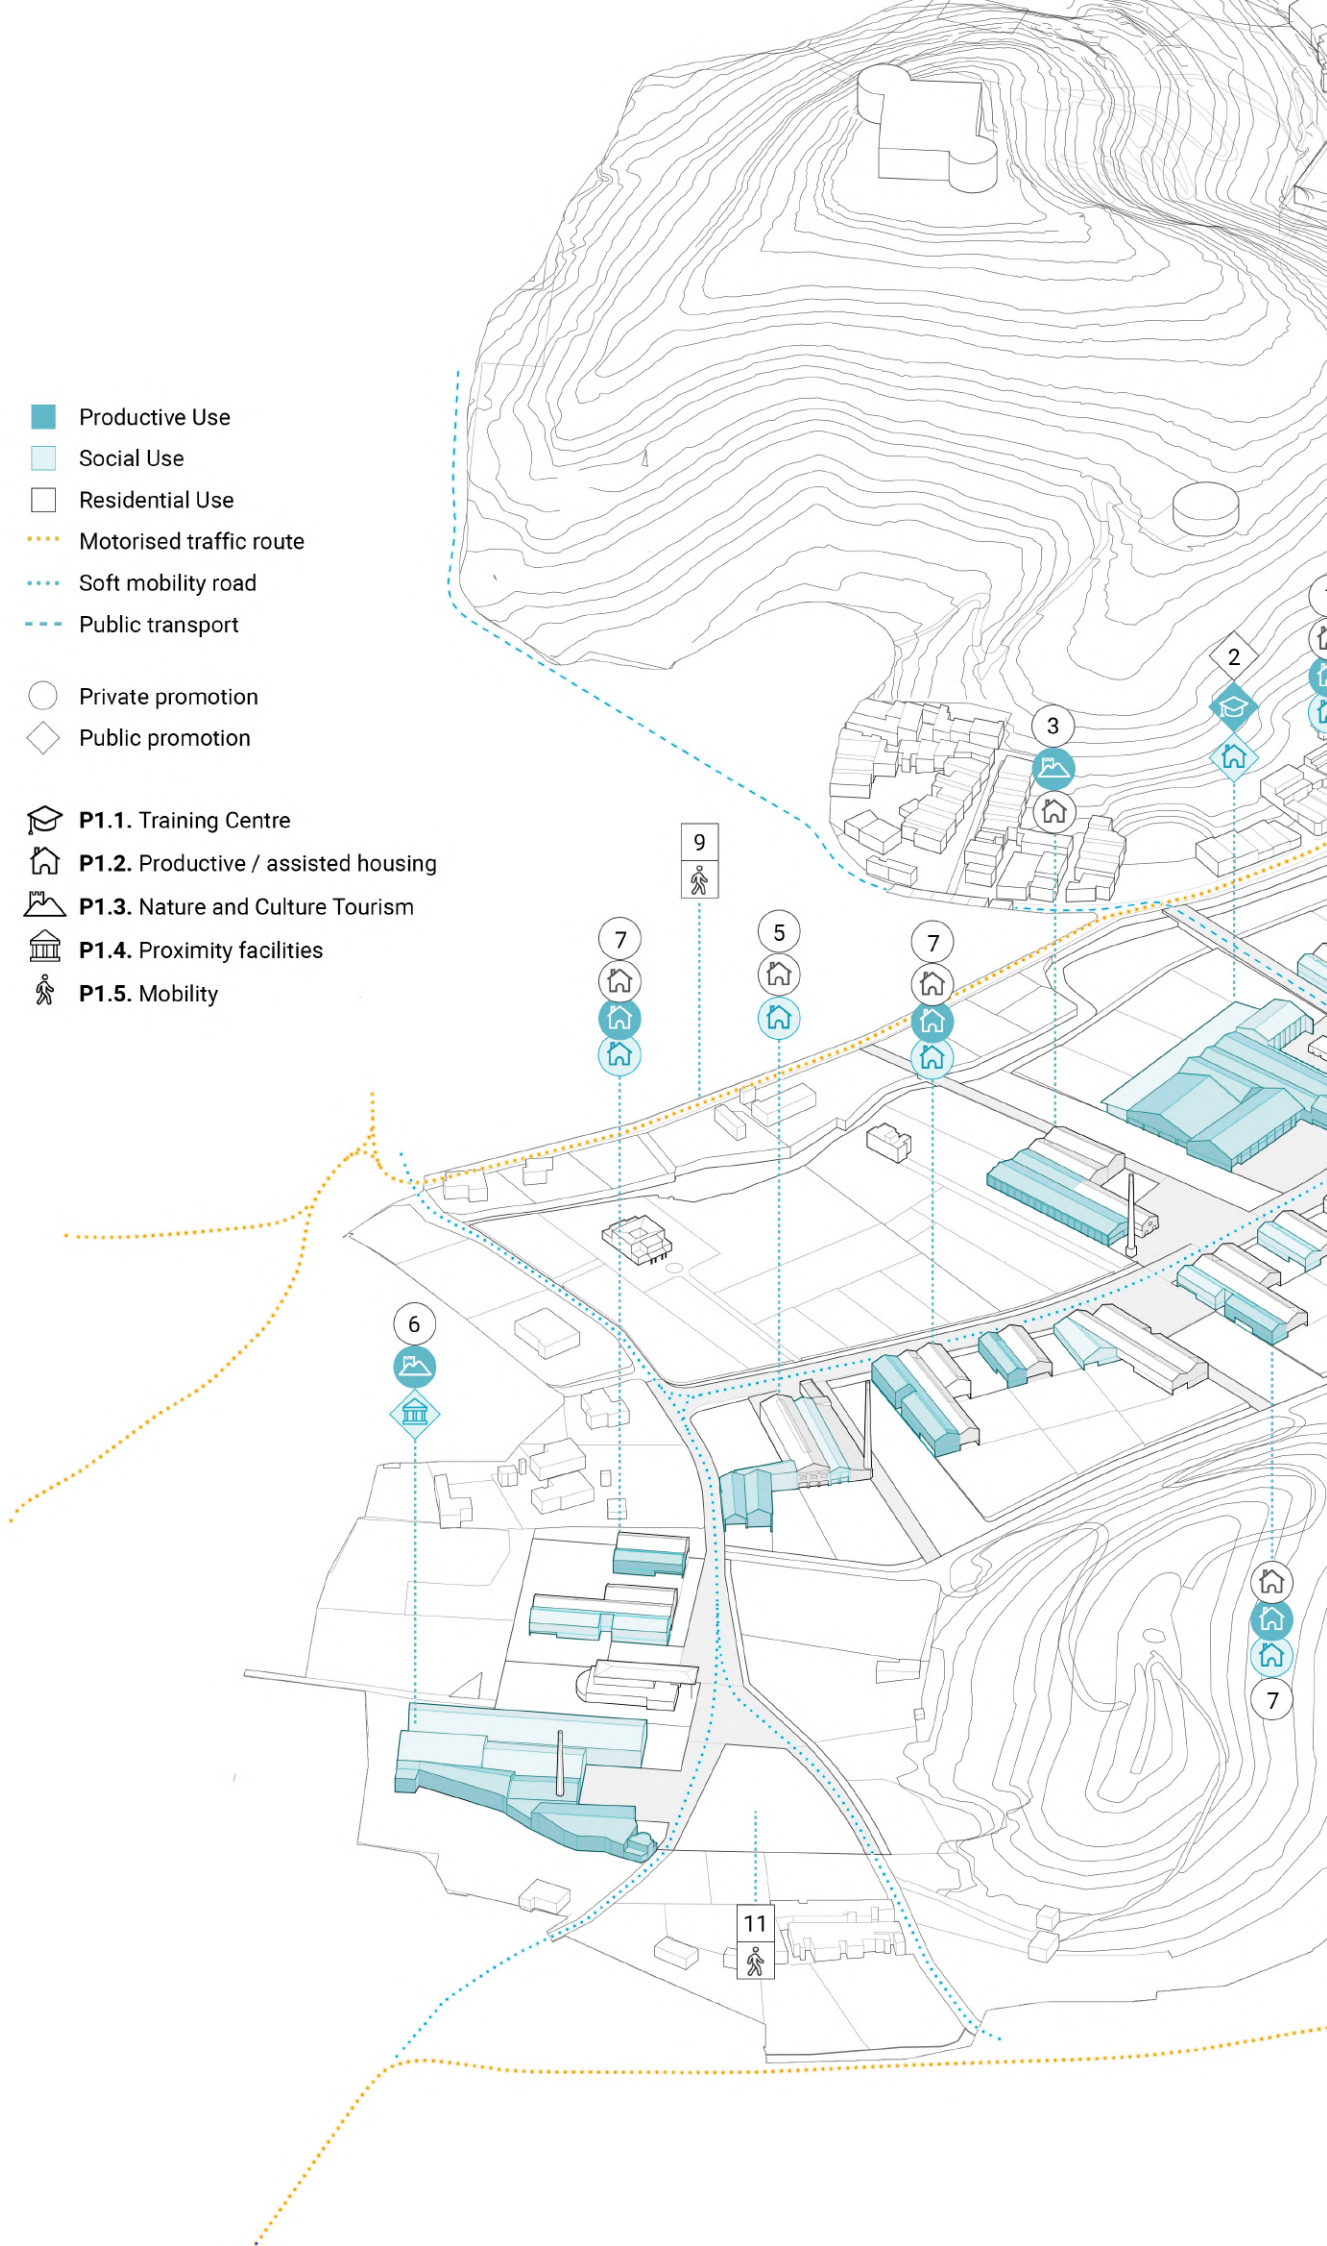 Productive Use
Social Use
Residential Use
Motorised traffic route
Soft mobility road
Public transport
Private promotion
Public promotion
P1.1. Training Centre
P1.2. Productive / assisted housing
P1.3. Nature and Culture Tourism
P1.4. Proximity facilities
P1.5. Mobility
2
3
9
7
5
7
6
7
11